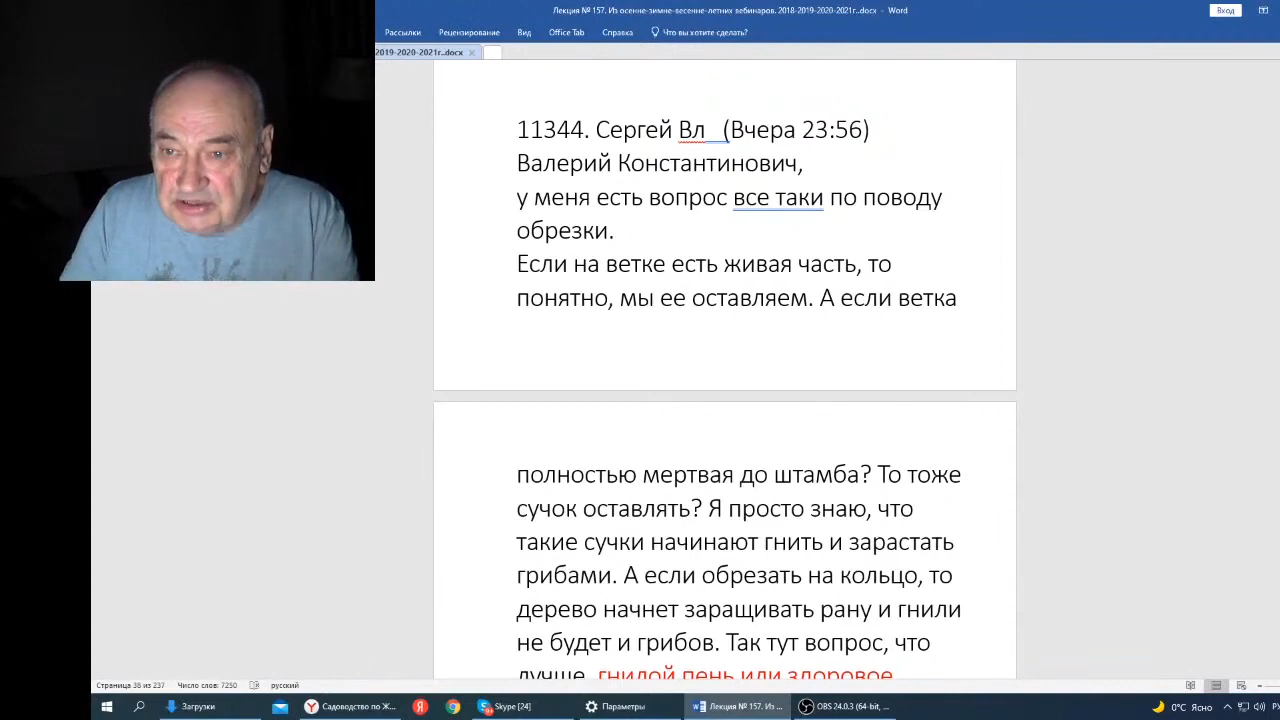 Лекция № 157. Из осенне-зимне-весенне-летних вебинаров. 2018-2019-2020-2021г..docx - Word
Вход
Рассылки Рецензирование Вид Office Tab Справка Что вы хотите сделать?
2019-2020-2021г..docx
11344. Сергей Вл_ (Вчера 23:56)
Валерий Константинович,
у меня есть вопрос все таки по поводу
обрезки.
Если на ветке есть живая часть, то
понятно, мы ее оставляем. А если ветка
полностью мертвая до штамба? То тоже
сучок оставлять? Я просто знаю, что
такие сучки начинают гнить и зарастать
грибами. А если обрезать на кольцо, то
дерево начнет заращивать рану и гнили
не будет и грибов. Так тут вопрос, что
лучше, гнилой пень или здоровое
Страница 38 из 237 Число слов: 7250 русский
Загрузки Садоводство по Ж... Skype [24] Параметры Лекция № 157. Из ... OBS 24.0.3 (64-bit, ... 0°C Ясно